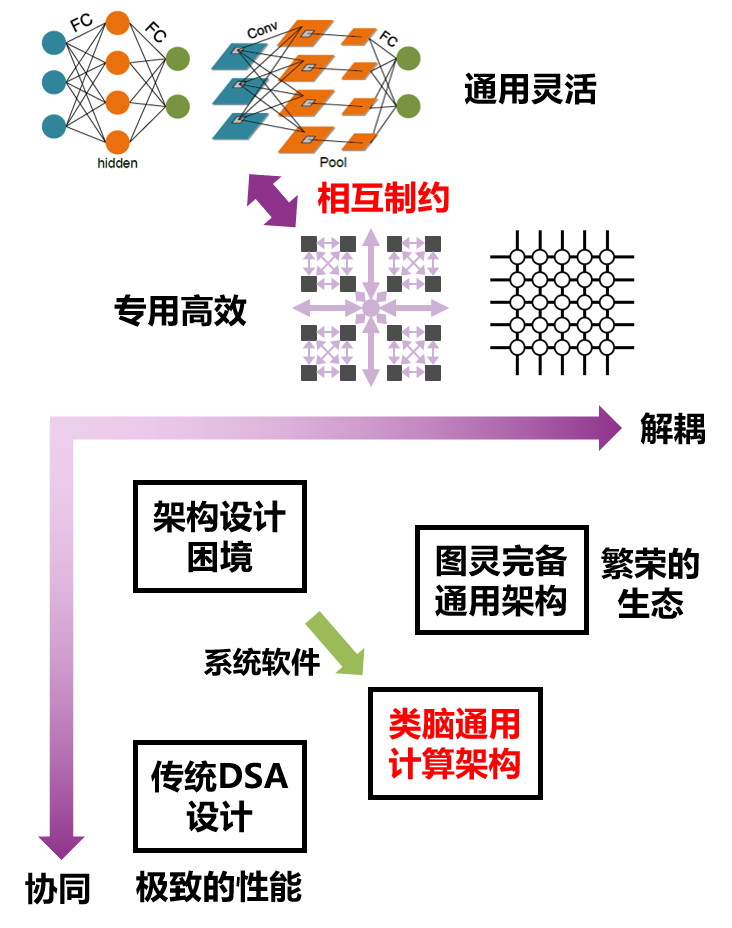 FC
FC
hidden
Conv
FC
Pool
通用灵活
相互制约
专用高效
解耦
架构设计
困境
图灵完备
通用架构
繁荣的
生态
系统软件
类脑通用
计算架构
传统DSA
设计
协同
极致的性能